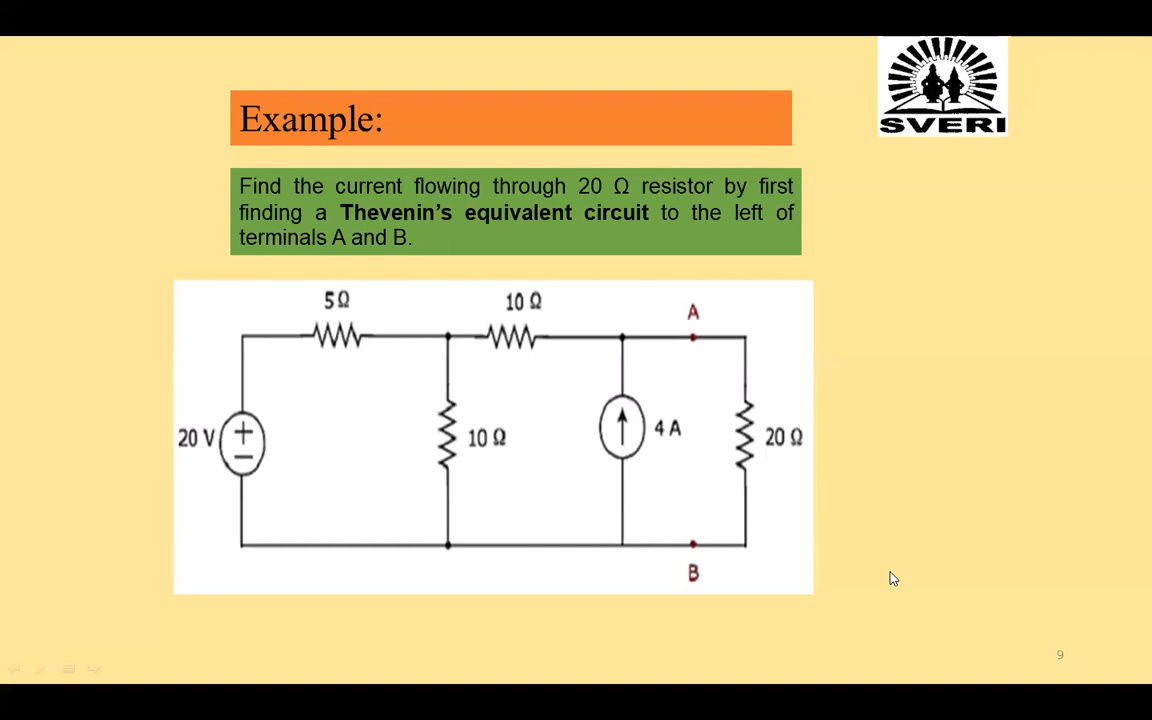 SVERI
Example:
Find the current flowing through 20 Ω resistor by first
finding a Thevenin's equivalent circuit to the left of
terminals A and B.
5Ω
10 Ω
A
20 V
+
−
10 Ω
4 A
20 Ω
B
9